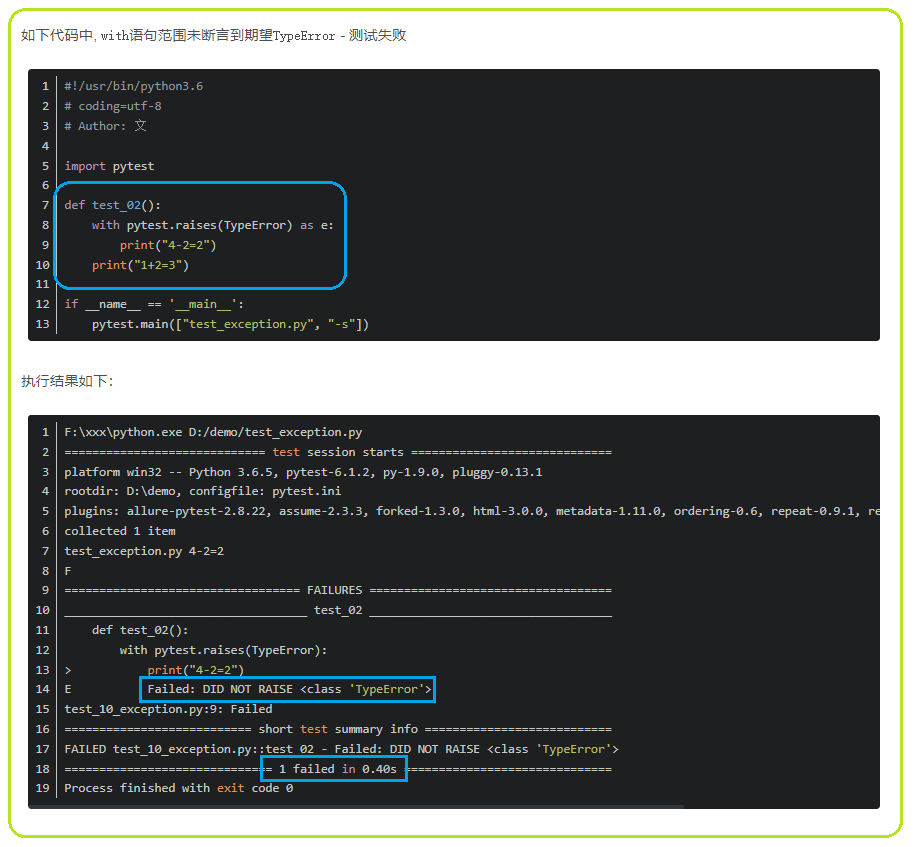 如下代码中, with语句范围未断言到期望TypeError - 测试失败
1 #!/usr/bin/python3.6
2 # coding=utf-8
3 # Author: 文
4
5 import pytest
6
7 def test_02():
8     with pytest.raises(TypeError) as e:
9         print("4-2=2")
10     print("1+2=3")
11
12 if __name__ == '__main__':
13     pytest.main(["test_exception.py", "-s"])
执行结果如下:
1 F:\xxx\python.exe D:/demo/test_exception.py
2 ============================= test session starts =============================
3 platform win32 -- Python 3.6.5, pytest-6.1.2, py-1.9.0, pluggy-0.13.1
4 rootdir: D:\demo, configfile: pytest.ini
5 plugins: allure-pytest-2.8.22, assume-2.3.3, forked-1.3.0, html-3.0.0, metadata-1.11.0, ordering-0.6, repeat-0.9.1, re
6 collected 1 item
7 test_exception.py 4-2=2
8 F
9 ================================== FAILURES ===================================
10 ___________________________________ test_02 ___________________________________
11     def test_02():
12         with pytest.raises(TypeError):
13 >           print("4-2=2")
14 E           Failed: DID NOT RAISE <class 'TypeError'>
15 test_10_exception.py:9: Failed
16 =========================== short test summary info ===========================
17 FAILED test_10_exception.py::test_02 - Failed: DID NOT RAISE <class 'TypeError'>
18 ============================== 1 failed in 0.40s ==============================
19 Process finished with exit code 0